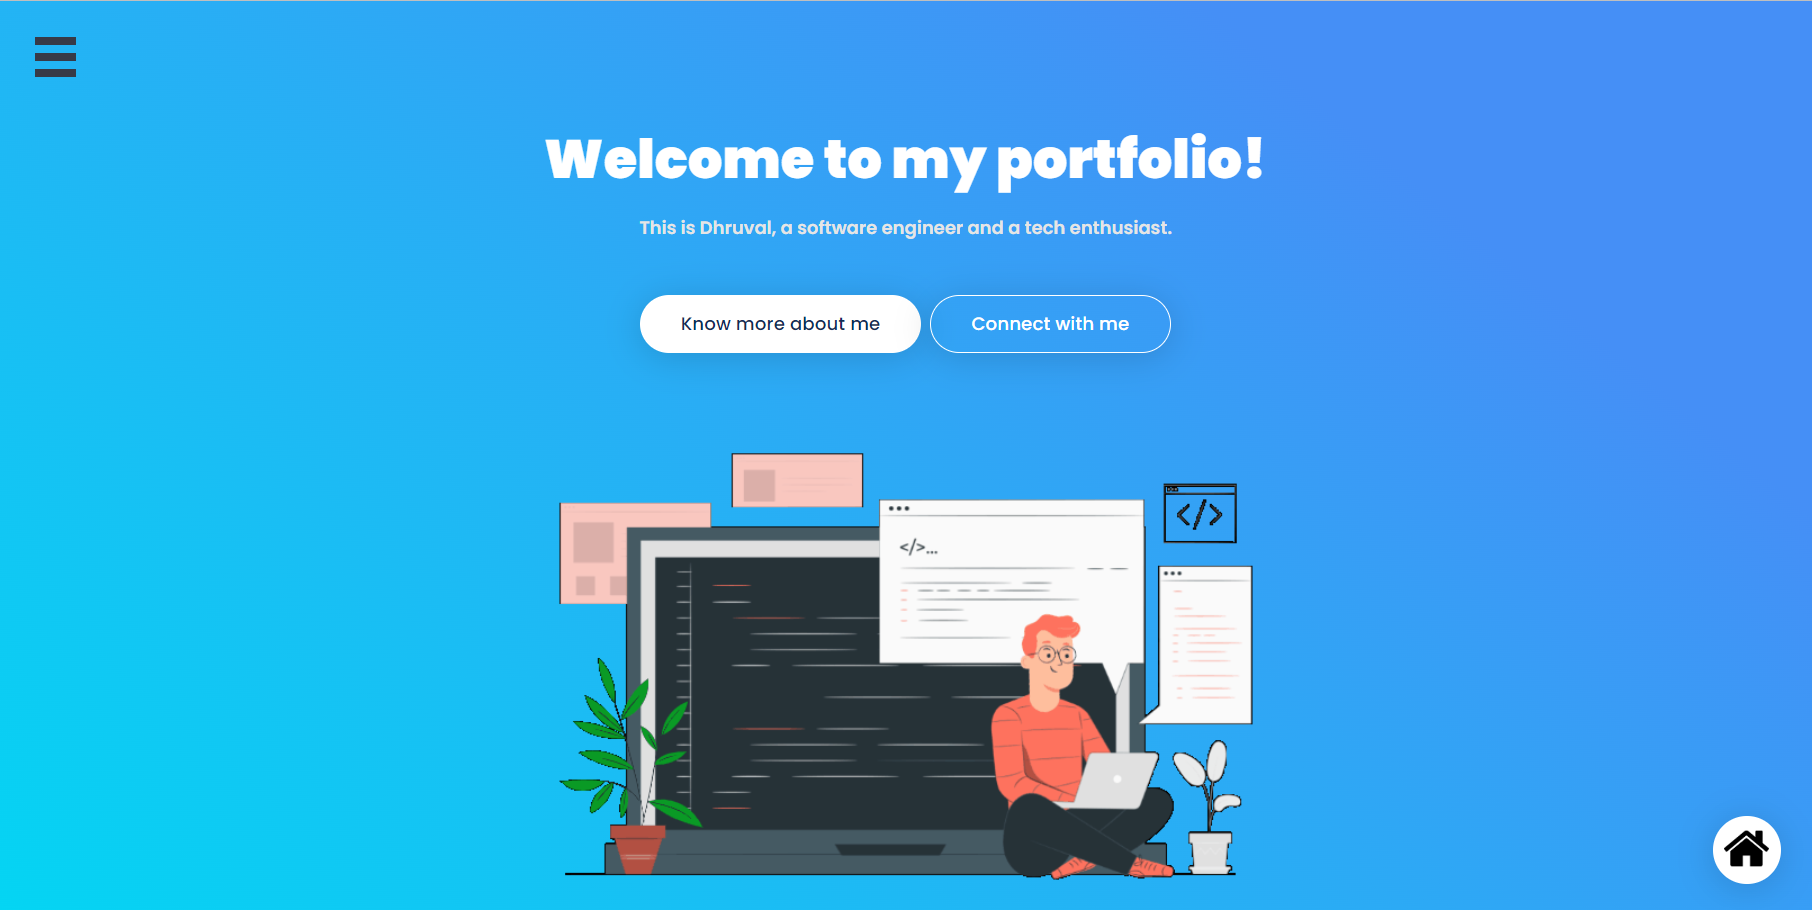 Welcome to my portfolio!
This is Dhruval, a software engineer and a tech enthusiast.
Know more about me
Connect with me
</>...
</>